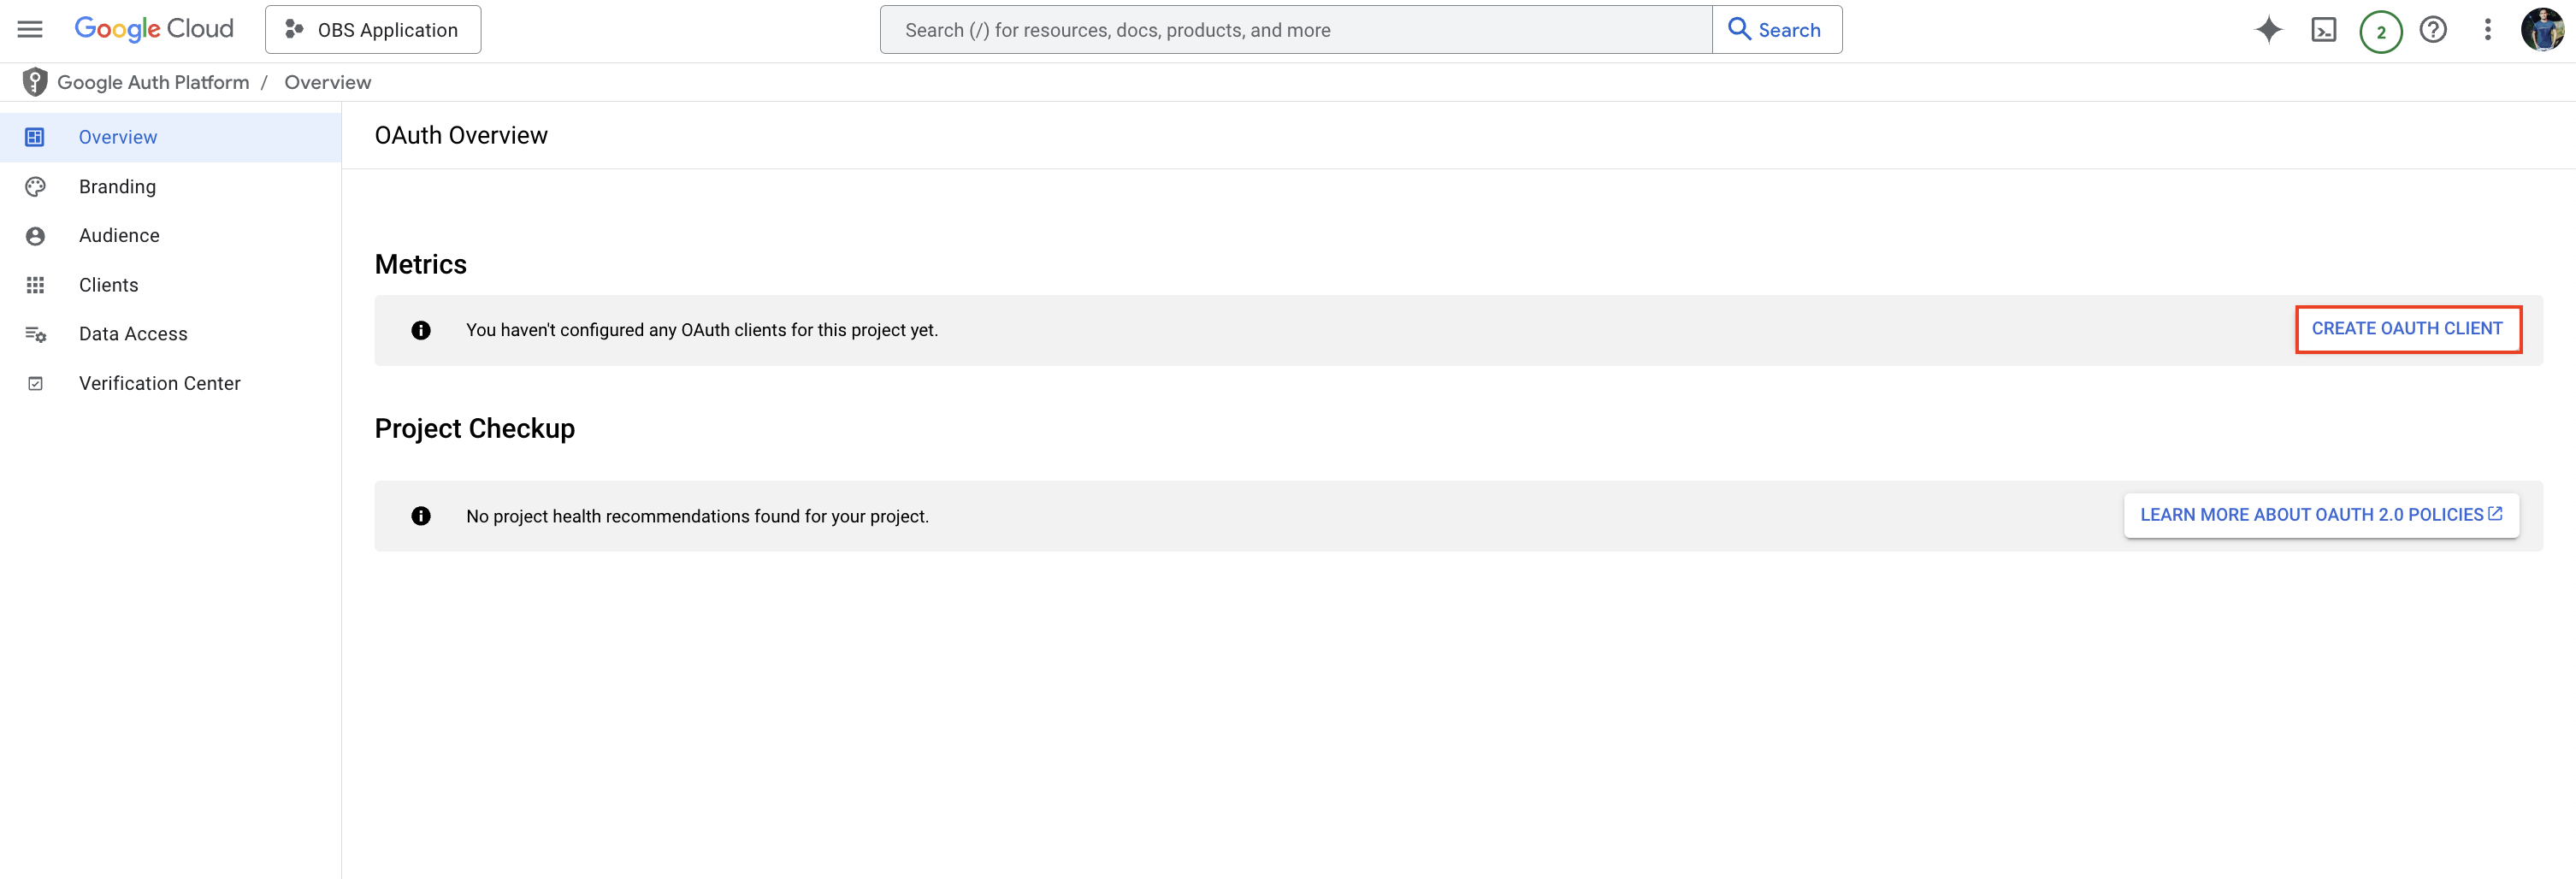 Google Cloud
OBS Application
Search (/) for resources, docs, products, and more
Search
2
Google Auth Platform / Overview
Overview
Branding
Audience
Clients
Data Access
Verification Center
OAuth Overview
Metrics
You haven't configured any OAuth clients for this project yet.
CREATE OAUTH CLIENT
Project Checkup
No project health recommendations found for your project.
LEARN MORE ABOUT OAUTH 2.0 POLICIES